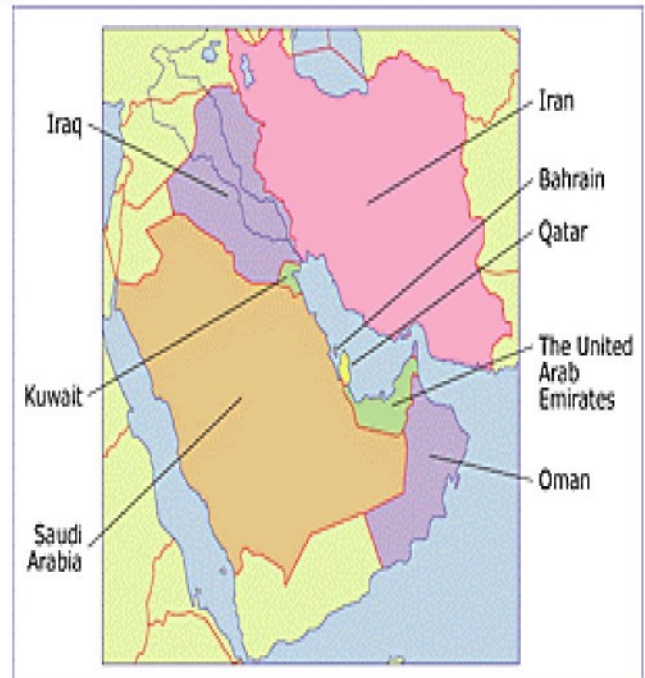 Iran
Iraq
Bahrain
Qatar
The United
Arab
Emirates
Kuwait
Oman
Saudi
Arabia